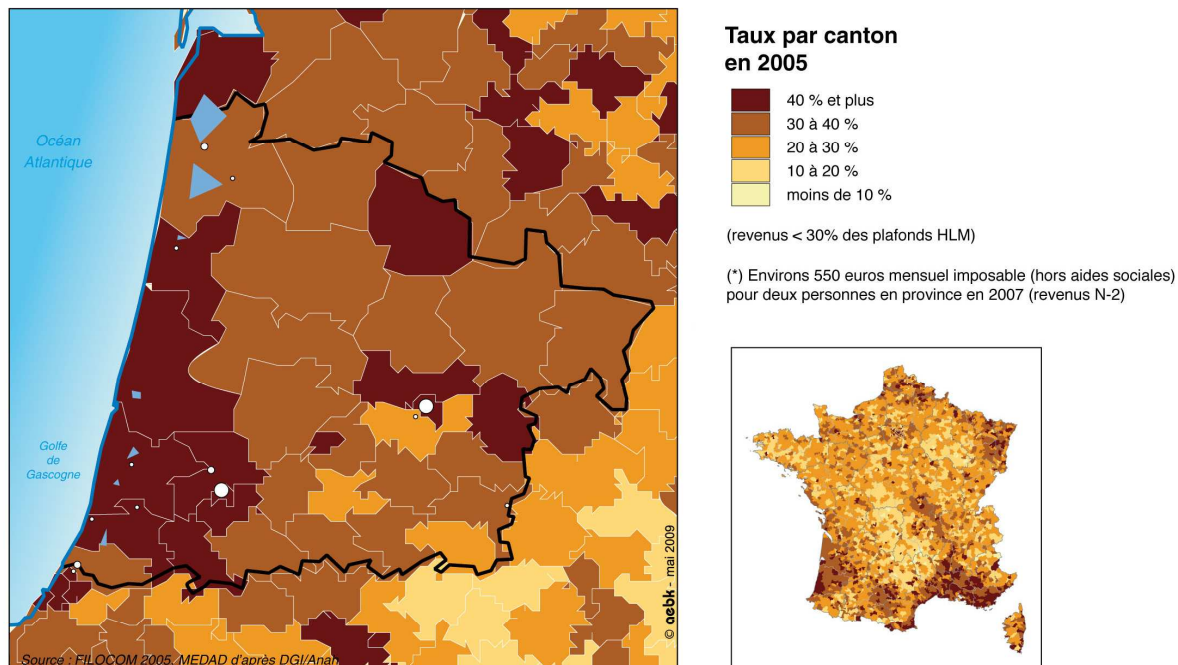 Océan
Atlantique
Golfe
de
Gascogne
Source : FILOCOM 2005, MEDAD d'après DGI/Anah
© aebk - mai 2009
Taux par canton
en 2005
40 % et plus
30 à 40 %
20 à 30 %
10 à 20 %
moins de 10 %
(revenus < 30% des plafonds HLM)
(*) Environs 550 euros mensuel imposable (hors aides sociales)
pour deux personnes en province en 2007 (revenus N-2)